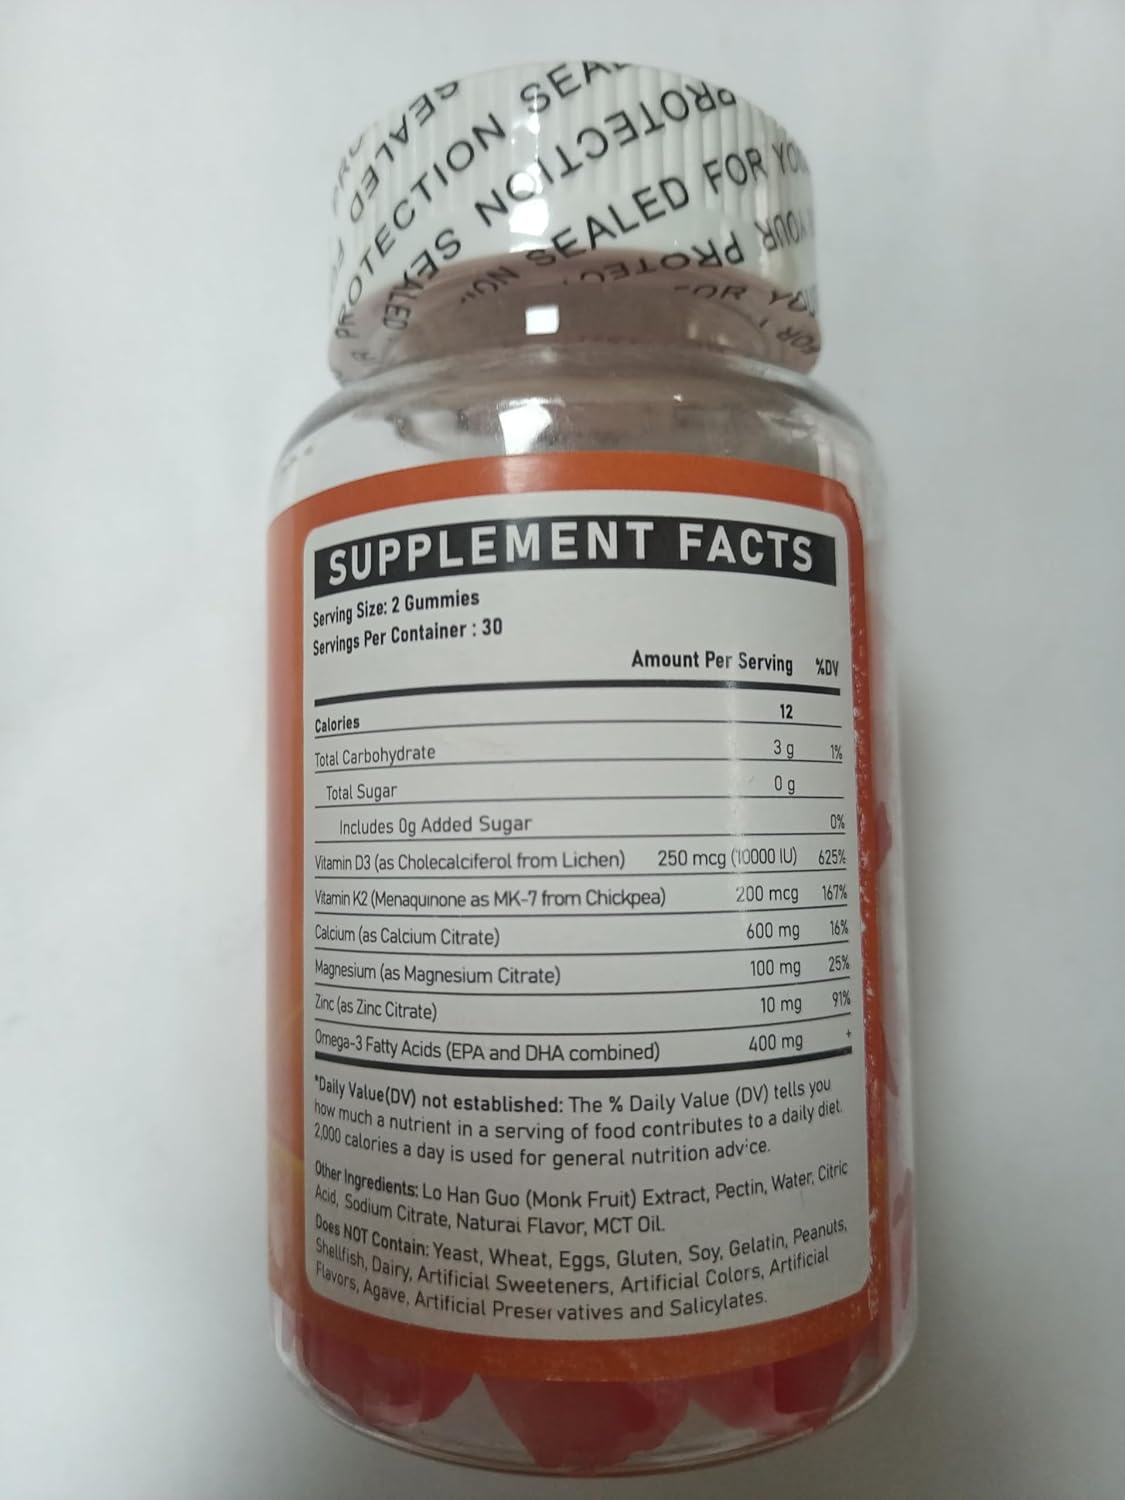 PROTECTION SEALED FOR YOUR PROTECTION
SUPPLEMENT FACTS
Serving Size: 2 Gummies
Servings Per Container : 30
Amount Per Serving %DV
Calories 12
Total Carbohydrate 3 g 1%
Total Sugar 0 g
Includes 0g Added Sugar 0%
Vitamin D3 (as Cholecalciferol from Lichen) 250 mcg (10000 IU) 625%
Vitamin K2 (Menaquinone as MK-7 from Chickpea) 200 mcg 167%
Calcium (as Calcium Citrate) 600 mg 16%
Magnesium (as Magnesium Citrate) 100 mg 25%
Zinc (as Zinc Citrate) 10 mg 91%
Omega-3 Fatty Acids (EPA and DHA combined) 400 mg +
*Daily Value(DV) not established: The % Daily Value (DV) tells you
how much a nutrient in a serving of food contributes to a daily diet.
2,000 calories a day is used for general nutrition advice.
Other Ingredients: Lo Han Guo (Monk Fruit) Extract, Pectin, Water, Citric
Acid, Sodium Citrate, Natural Flavor, MCT Oil.
Does NOT Contain: Yeast, Wheat, Eggs, Gluten, Soy, Gelatin, Peanuts,
Shellfish, Dairy, Artificial Sweeteners, Artificial Colors, Artificial
Flavors, Agave, Artificial Preservatives and Salicylates.